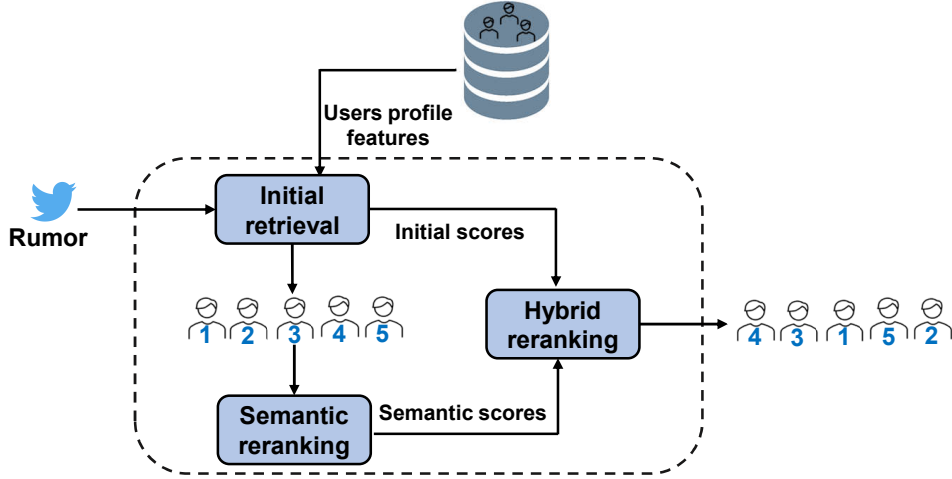 Users profile
features
Initial
retrieval
Rumor
Initial scores
1 2 3 4 5
Hybrid
reranking
4 3 1 5 2
Semantic
reranking
Semantic scores